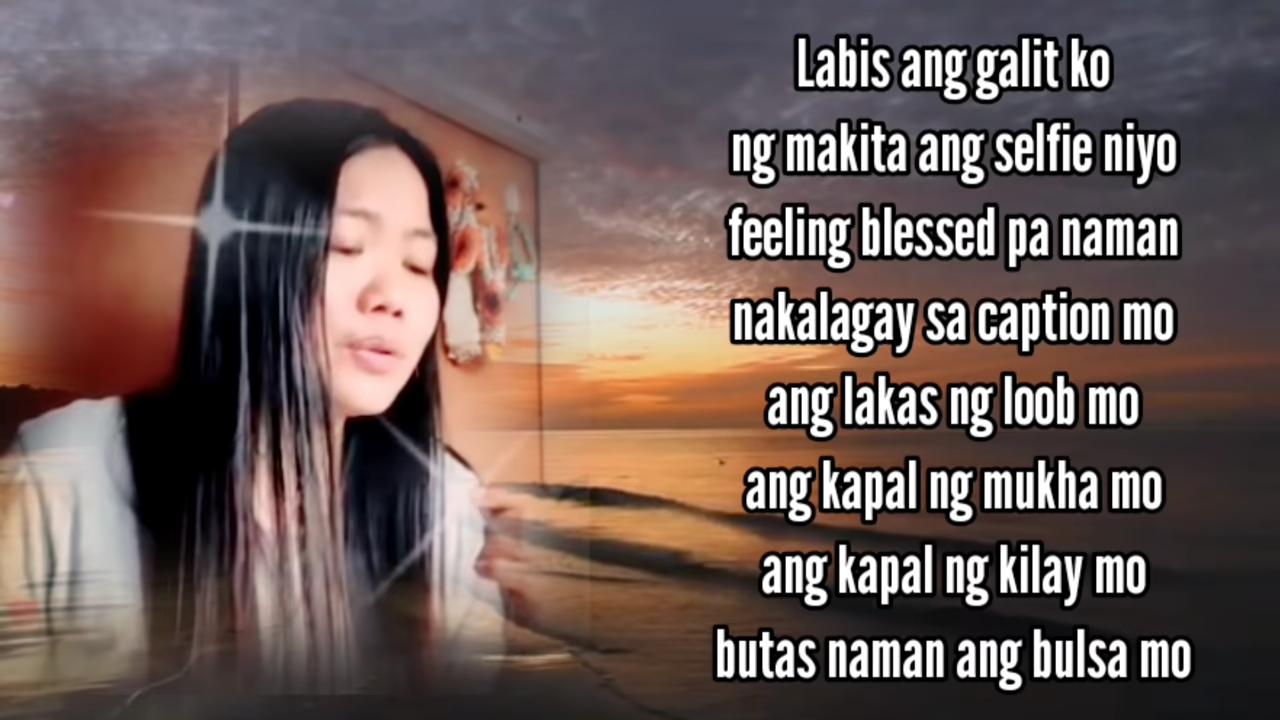 Labis ang galit ko
ng makita ang selfie niyo
feeling blessed pa naman
nakalagay sa caption mo
ang lakas ng loob mo
ang kapal ng mukha mo
ang kapal ng kilay mo
butas naman ang bulsa mo